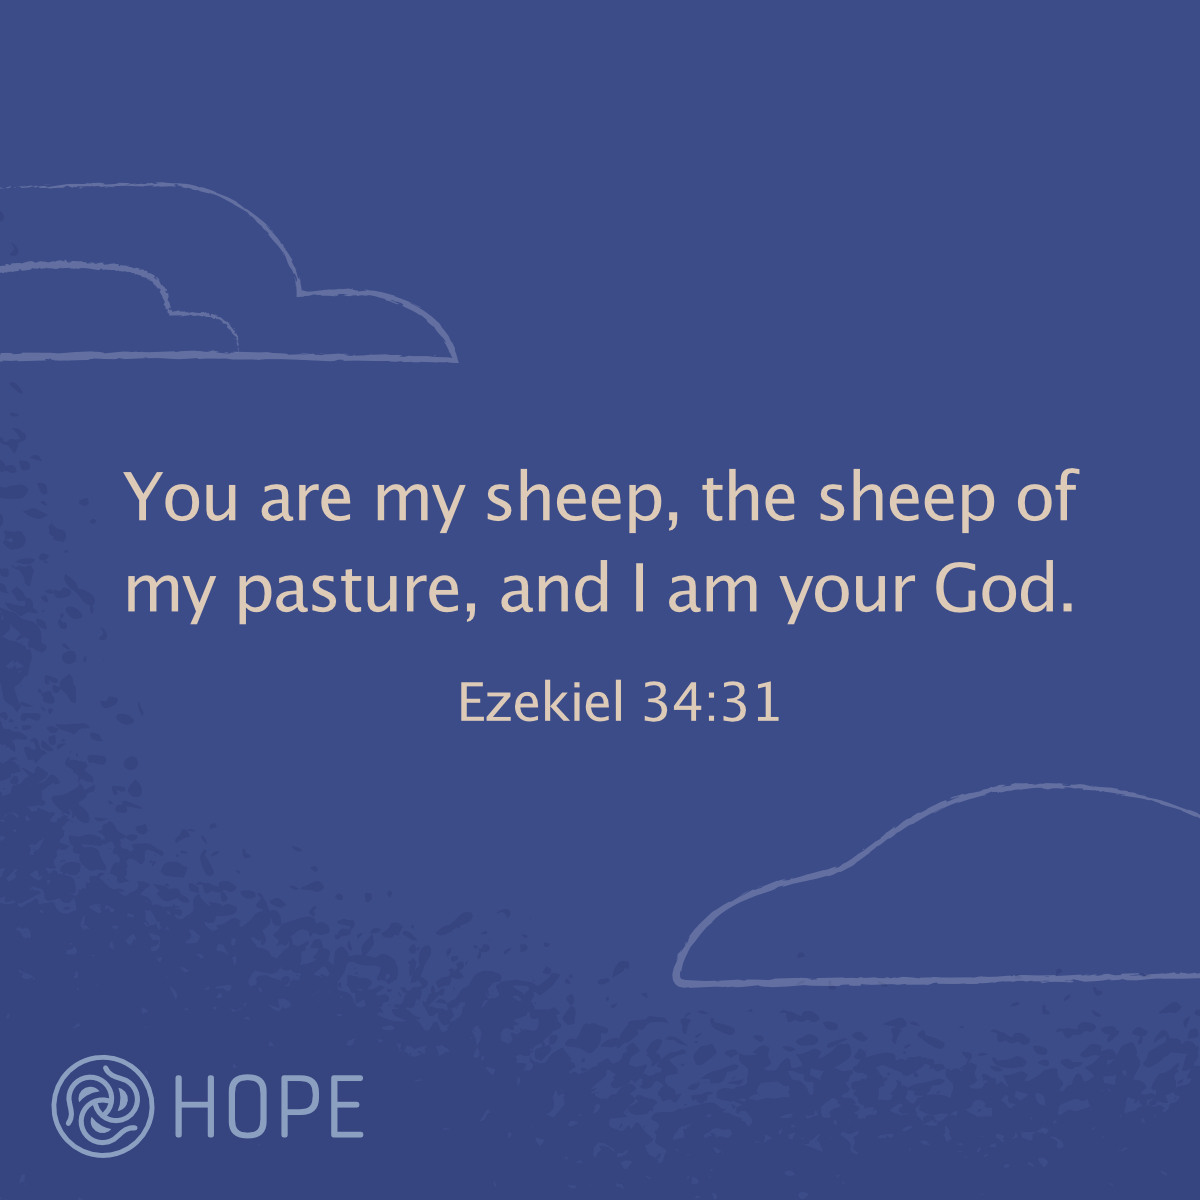 You are my sheep, the sheep of
my pasture, and I am your God.
Ezekiel 34:31
HOPE